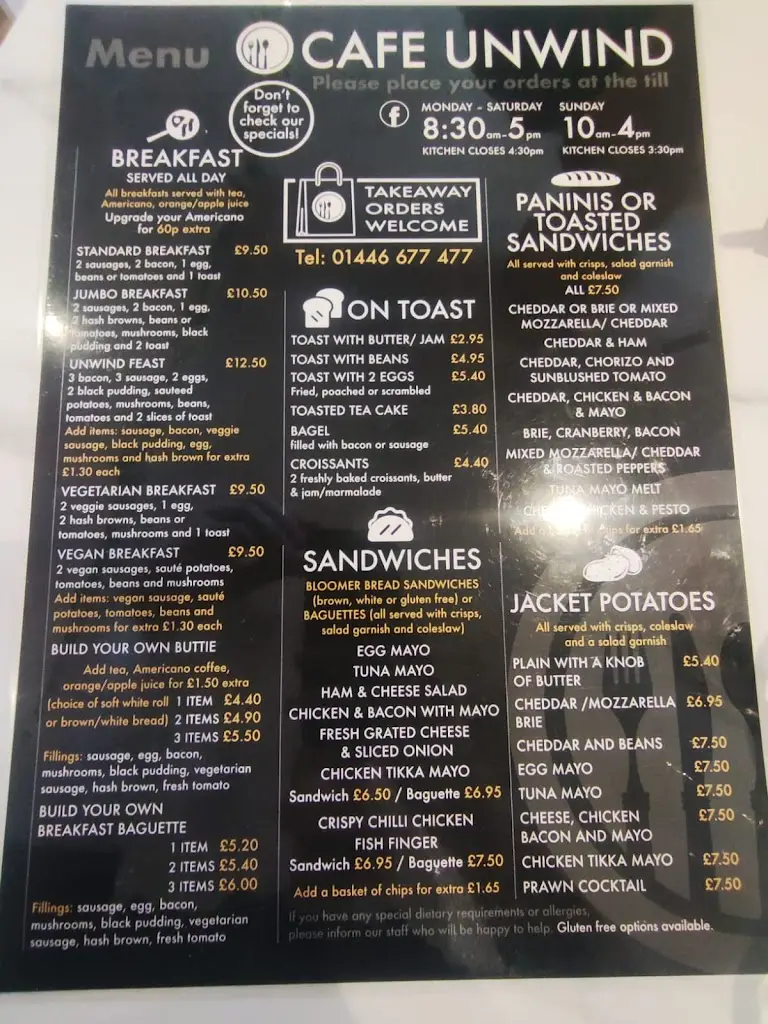 Menu
CAFE UNWIND
Please place your orders at the till
Don't
forget to
check our
specials!
f
MONDAY - SATURDAY
8:30am-5pm
KITCHEN CLOSES 4:30pm
SUNDAY
10am-4pm
KITCHEN CLOSES 3:30pm
BREAKFAST
SERVED ALL DAY
All breakfasts served with tea,
Americano, orange/apple juice
Upgrade your Americano
for 60p extra
STANDARD BREAKFAST £9.50
2 sausages, 2 bacon, 1 egg,
beans or tomatoes and 1 toast
JUMBO BREAKFAST £10.50
2 sausages, 2 bacon, 1 egg,
2 hash browns, beans or
tomatoes, mushrooms, black
pudding and 2 toast
UNWIND FEAST £12.50
3 bacon, 3 sausage, 2 eggs,
2 black pudding, sauteed
potatoes, mushrooms, beans,
tomatoes and 2 slices of toast
Add items: sausage, bacon, veggie
sausage, black pudding, egg,
mushrooms and hash brown for extra
£1.30 each
VEGETARIAN BREAKFAST £9.50
2 veggie sausages, 1 egg,
2 hash browns, beans or
tomatoes, mushrooms and 1 toast
VEGAN BREAKFAST £9.50
2 vegan sausages, sauté potatoes,
tomatoes, beans and mushrooms
Add items: vegan sausage, sauté
potatoes, tomatoes, beans and
mushrooms for extra £1.30 each
BUILD YOUR OWN BUTTIE
Add tea, Americano coffee,
orange/apple juice for £1.50 extra
(choice of soft white roll 1 ITEM £4.40
or brown/white bread) 2 ITEMS £4.90
3 ITEMS £5.50
Fillings: sausage, egg, bacon,
mushrooms, black pudding, vegetarian
sausage, hash brown, fresh tomato
BUILD YOUR OWN
BREAKFAST BAGUETTE
1 ITEM £5.20
2 ITEMS £5.40
3 ITEMS £6.00
Fillings: sausage, egg, bacon,
mushrooms, black pudding, vegetarian
sausage, hash brown, fresh tomato
TAKEAWAY
ORDERS
WELCOME
Tel: 01446 677 477
ON TOAST
TOAST WITH BUTTER/ JAM £2.95
TOAST WITH BEANS £4.95
TOAST WITH 2 EGGS £5.40
Fried, poached or scrambled
TOASTED TEA CAKE £3.80
BAGEL £5.40
filled with bacon or sausage
CROISSANTS £4.40
2 freshly baked croissants, butter
& jam/marmalade
SANDWICHES
BLOOMER BREAD SANDWICHES
(brown, white or gluten free) or
BAGUETTES (all served with crisps,
salad garnish and coleslaw)
EGG MAYO
TUNA MAYO
HAM & CHEESE SALAD
CHICKEN & BACON WITH MAYO
FRESH GRATED CHEESE
& SLICED ONION
CHICKEN TIKKA MAYO
Sandwich £6.50 / Baguette £6.95
CRISPY CHILLI CHICKEN
FISH FINGER
Sandwich £6.95 / Baguette £7.50
Add a basket of chips for extra £1.65
PANINIS OR
TOASTED
SANDWICHES
All served with crisps, salad garnish
and coleslaw
ALL £7.50
CHEDDAR OR BRIE OR MIXED
MOZZARELLA/ CHEDDAR
CHEDDAR & HAM
CHEDDAR, CHORIZO AND
SUNBLUSHED TOMATO
CHEDDAR, CHICKEN & BACON
& MAYO
BRIE, CRANBERRY, BACON
MIXED MOZZARELLA/ CHEDDAR
& ROASTED PEPPERS
TUNA MAYO MELT
CHICKEN & PESTO
Add a chips for extra £1.65
JACKET POTATOES
All served with crisps, coleslaw
and a salad garnish
PLAIN WITH A KNOB £5.40
OF BUTTER
CHEDDAR /MOZZARELLA £6.95
BRIE
CHEDDAR AND BEANS £7.50
EGG MAYO £7.50
TUNA MAYO £7.50
CHEESE, CHICKEN £7.50
BACON AND MAYO
CHICKEN TIKKA MAYO £7.50
PRAWN COCKTAIL £7.50
If you have any special dietary requirements or allergies,
please inform our staff who will be happy to help. Gluten free options available.